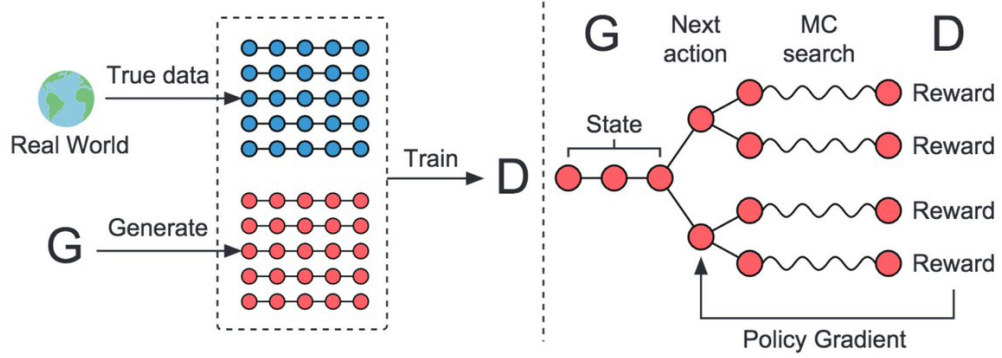 True data
Real World
G
Generate
Train
D
G
Next
action
MC
search
D
State
Reward
Reward
Reward
Reward
Policy Gradient